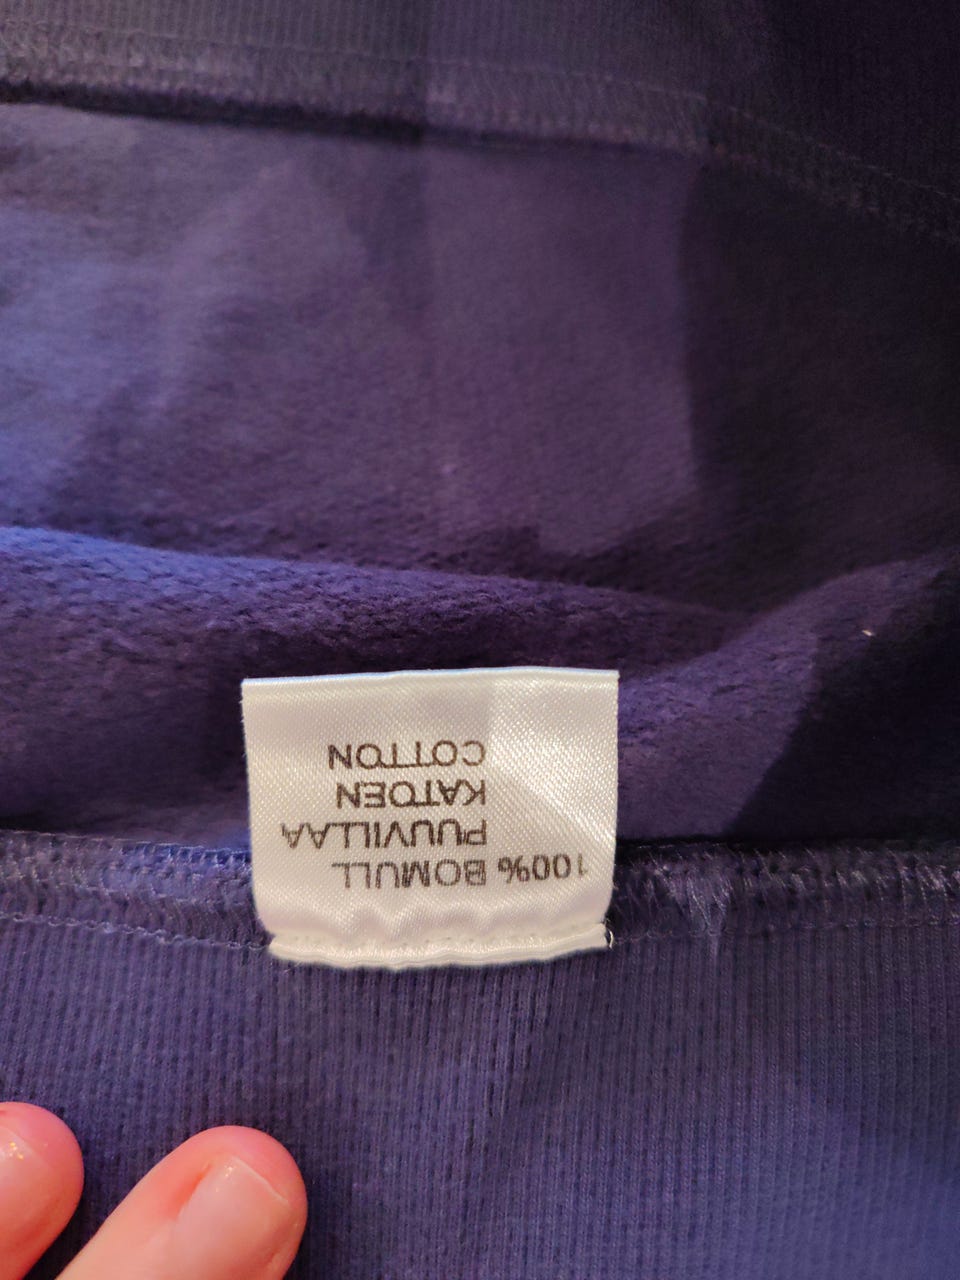 100% BOMULL
PUUVILLAA
KATOEN
COTTON